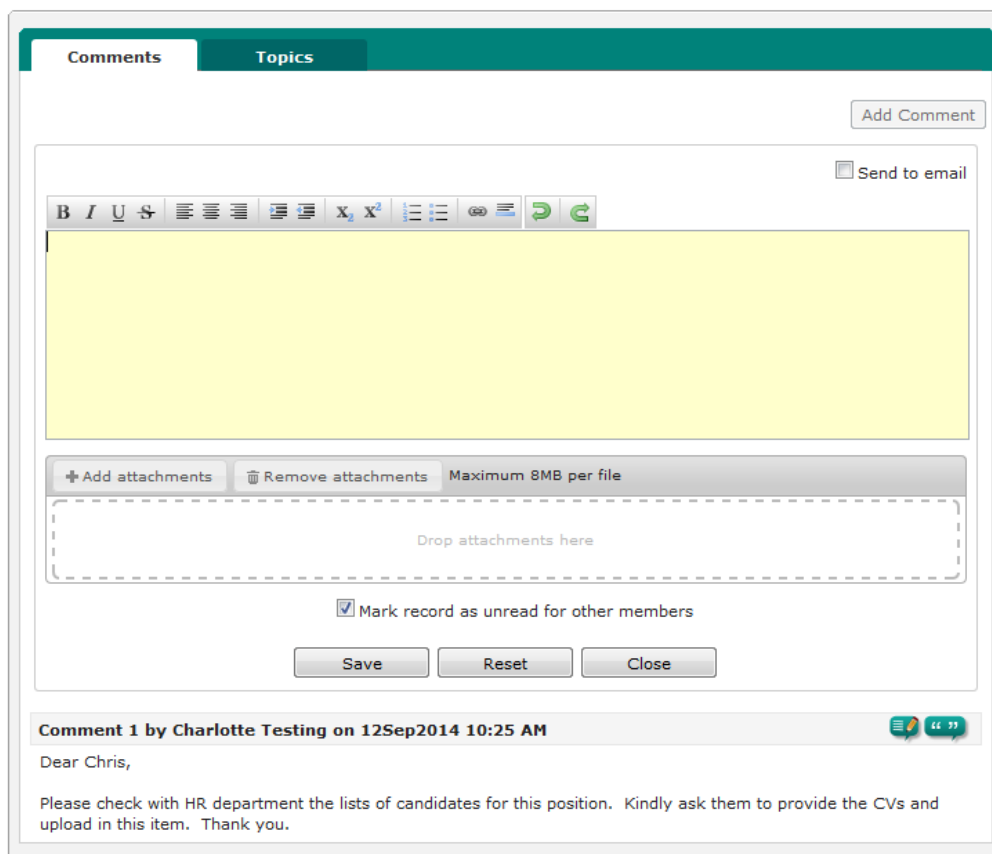 Comments Topics
Add Comment
Send to email
B I U S X2 X2
Add attachments Remove attachments Maximum 8MB per file
Drop attachments here
Mark record as unread for other members
Save Reset Close
Comment 1 by Charlotte Testing on 12Sep2014 10:25 AM
Dear Chris,
Please check with HR department the lists of candidates for this position.  Kindly ask them to provide the CVs and
upload in this item.  Thank you.